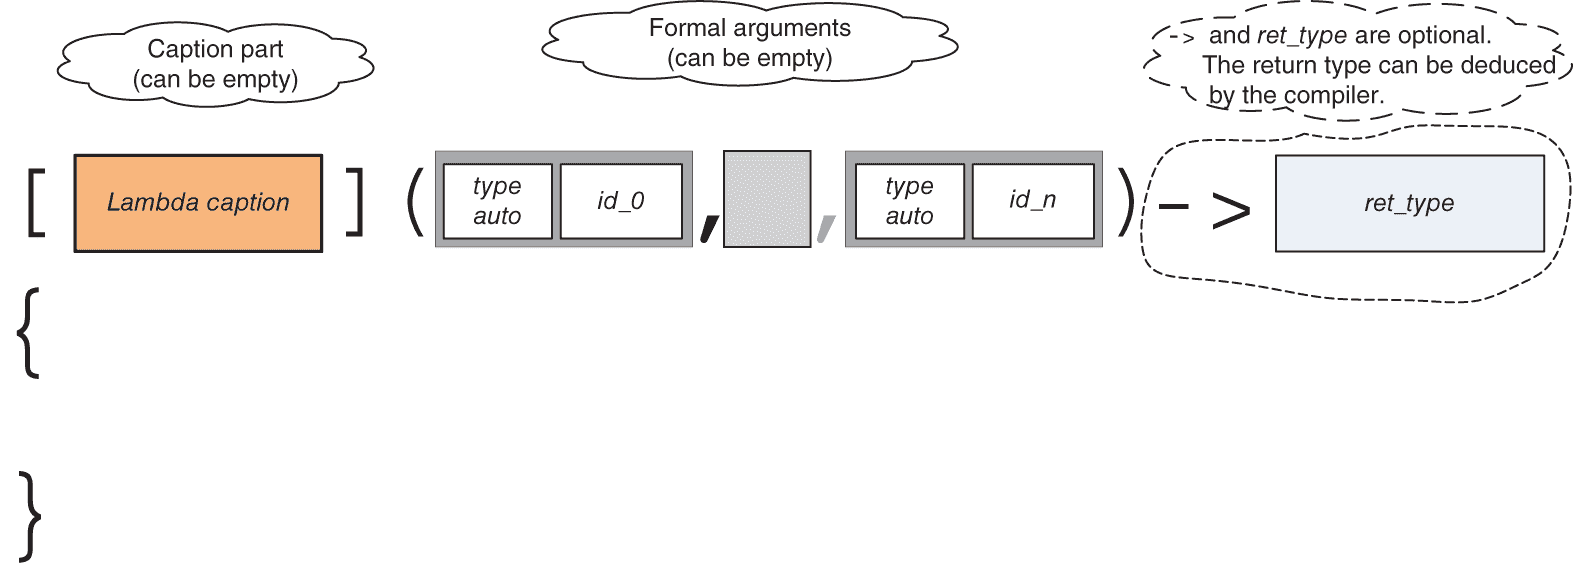 Caption part
(can be empty)
Formal arguments
(can be empty)
-> and ret_type are optional.
The return type can be deduced
by the compiler.
[ Lambda caption ] ( type auto id_0 , , type auto id_n ) -> ret_type
{
}